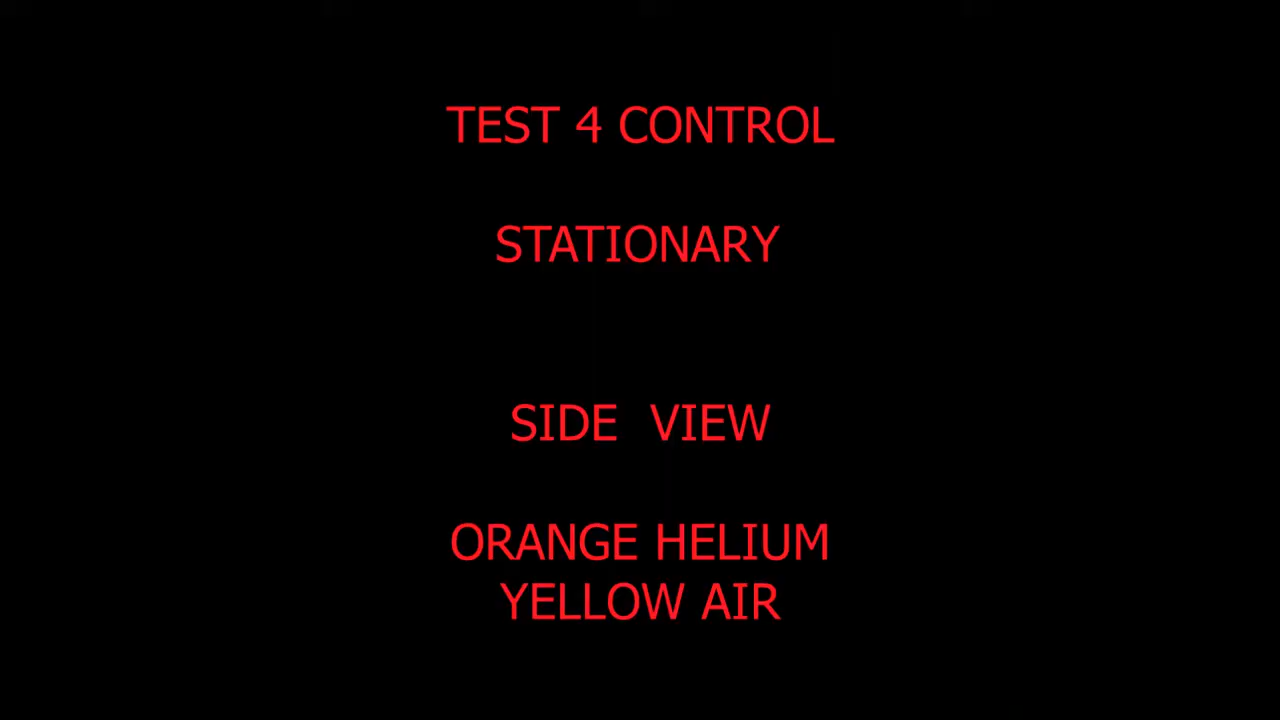 TEST 4 CONTROL
STATIONARY
SIDE  VIEW
ORANGE HELIUM
YELLOW AIR